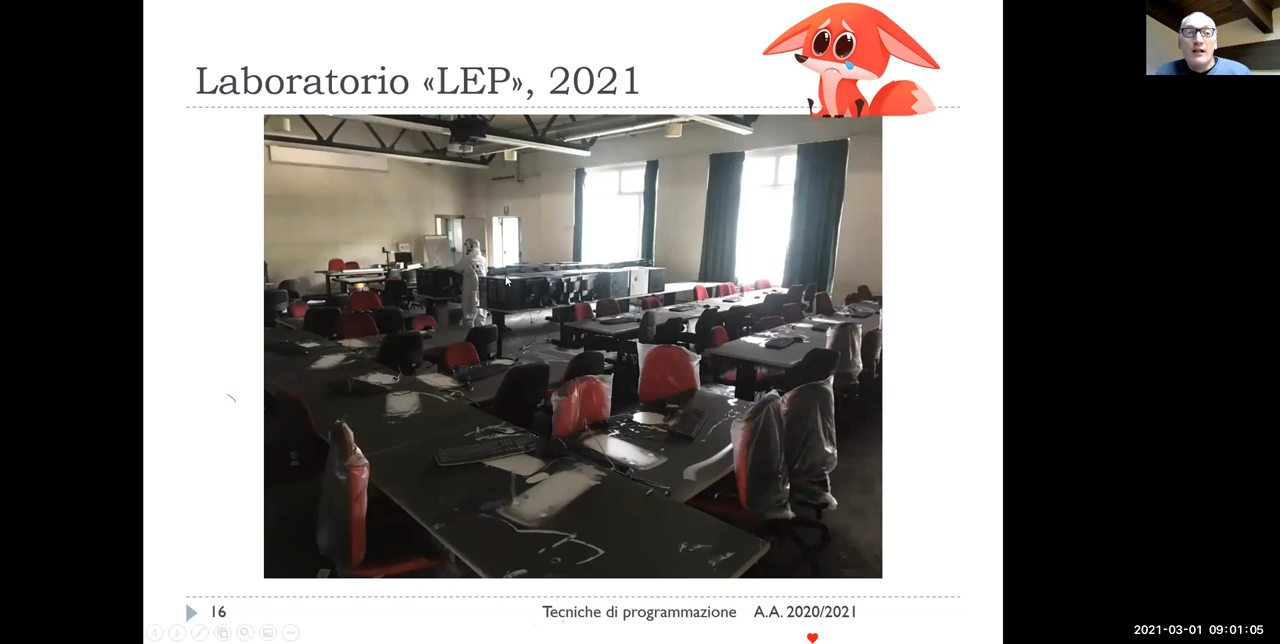 Laboratorio «LEP», 2021
16
Tecniche di programmazione A.A. 2020/2021
2021-03-01 09:01:05